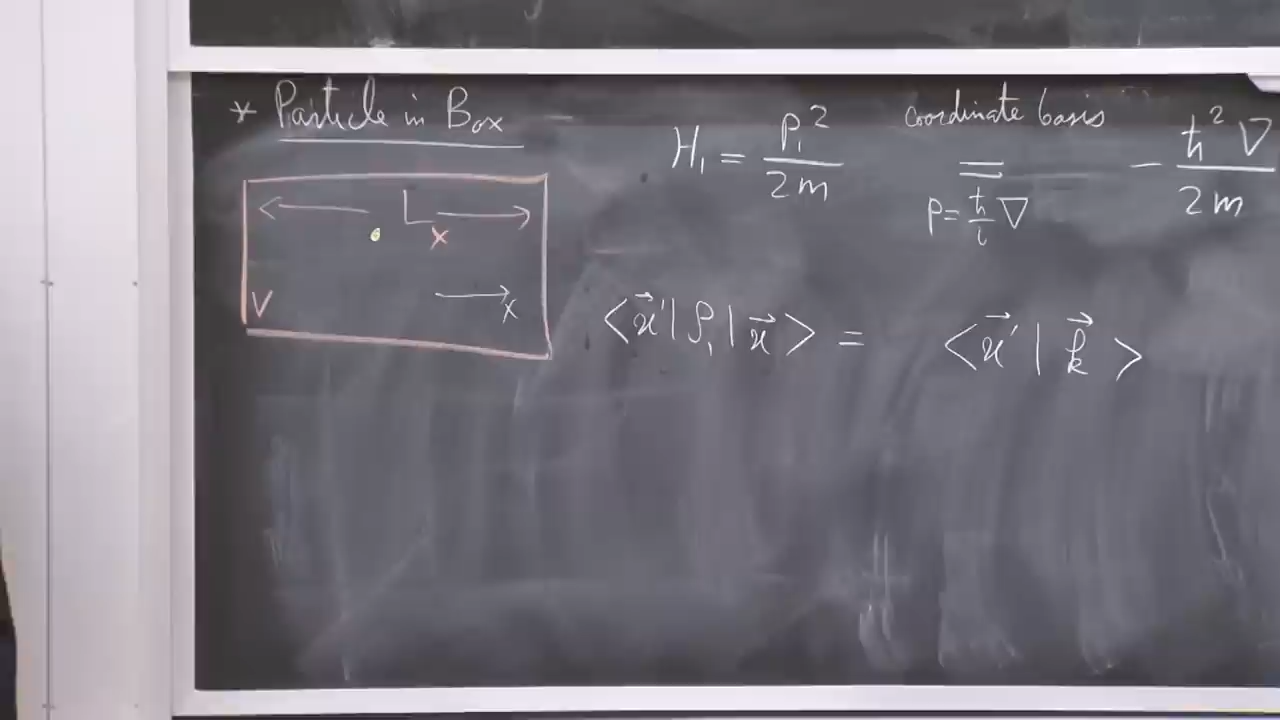 * Particle in Box
H₁ = p₁² / 2m
coordinate basis
=
p = ħ/i ∇
- ħ² ∇ / 2m
← L →
x
V
→ x
⟨x⃗'|ρ₁|x⃗⟩ = ⟨x⃗'|k⃗⟩